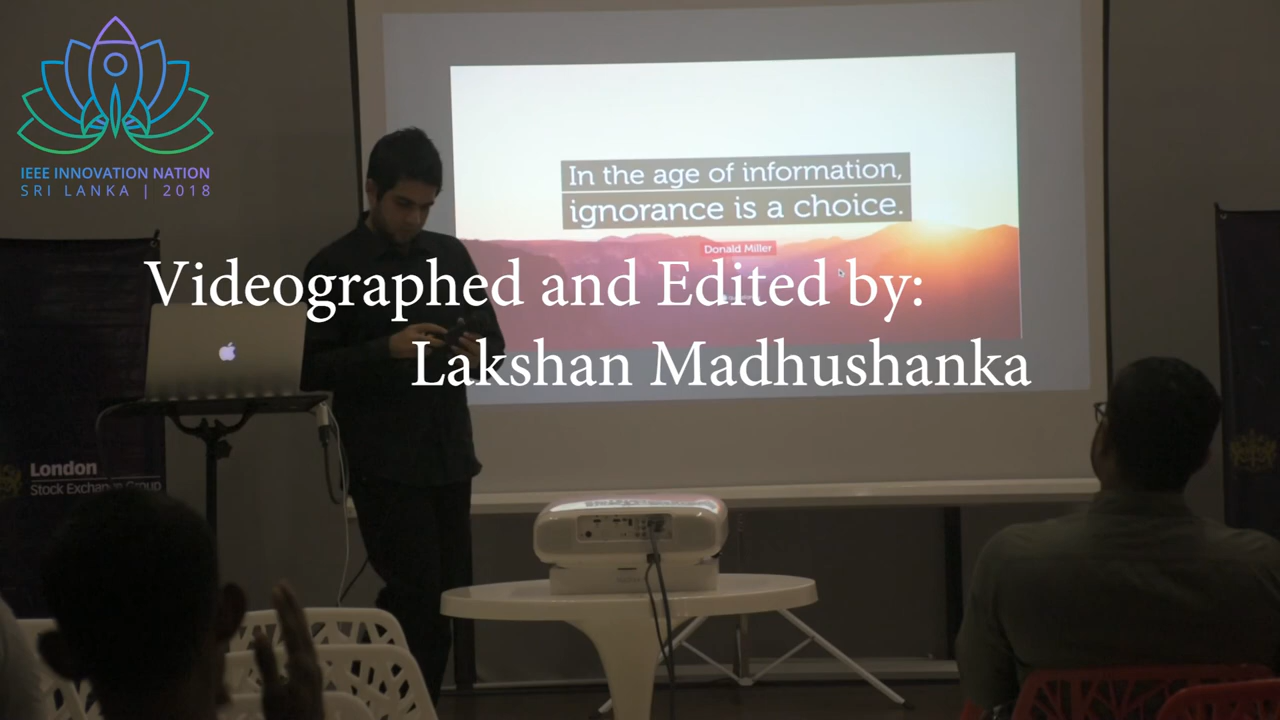 IEEE INNOVATION NATION
SRI LANKA | 2018
In the age of information,
ignorance is a choice.
Donald Miller
Videographed and Edited by:
Lakshan Madhushanka
London
Stock Exchange Group